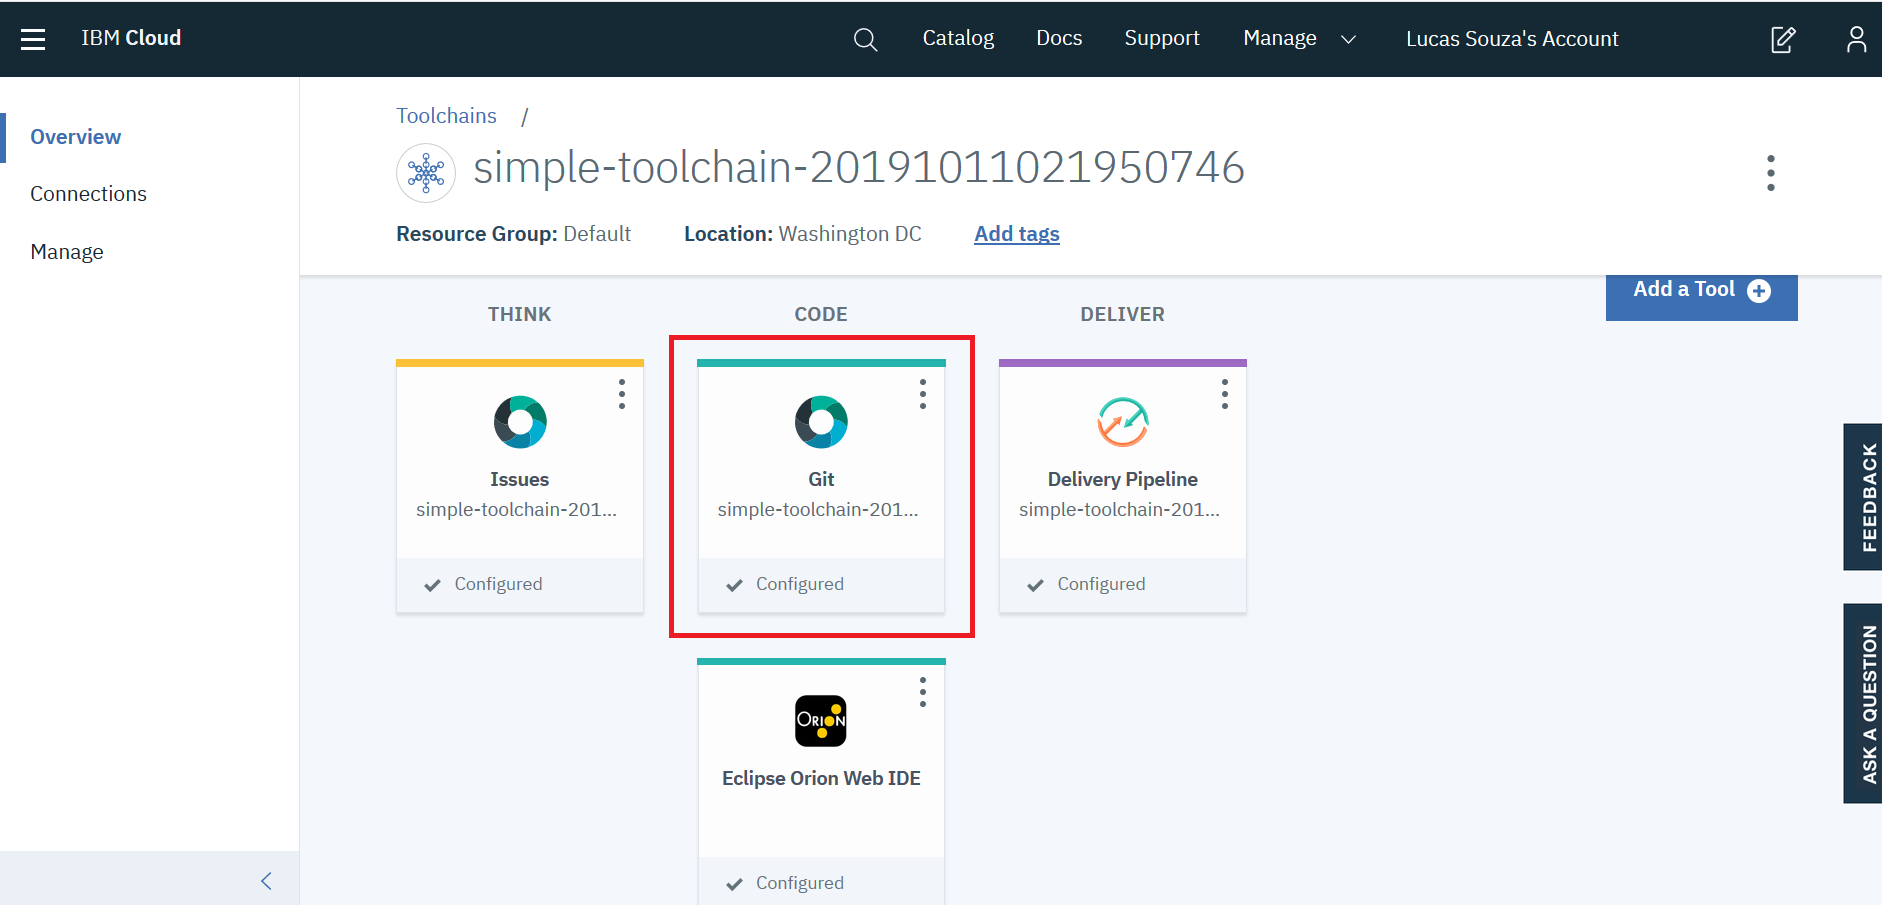 IBM Cloud
Catalog
Docs
Support
Manage
Lucas Souza's Account
Overview
Connections
Manage
Toolchains /
simple-toolchain-20191011021950746
Resource Group: Default
Location: Washington DC
Add tags
Add a Tool
THINK
CODE
DELIVER
Issues
simple-toolchain-201...
Configured
Git
simple-toolchain-201...
Configured
Delivery Pipeline
simple-toolchain-201...
Configured
ORION
Eclipse Orion Web IDE
Configured
FEEDBACK
ASK A QUESTION